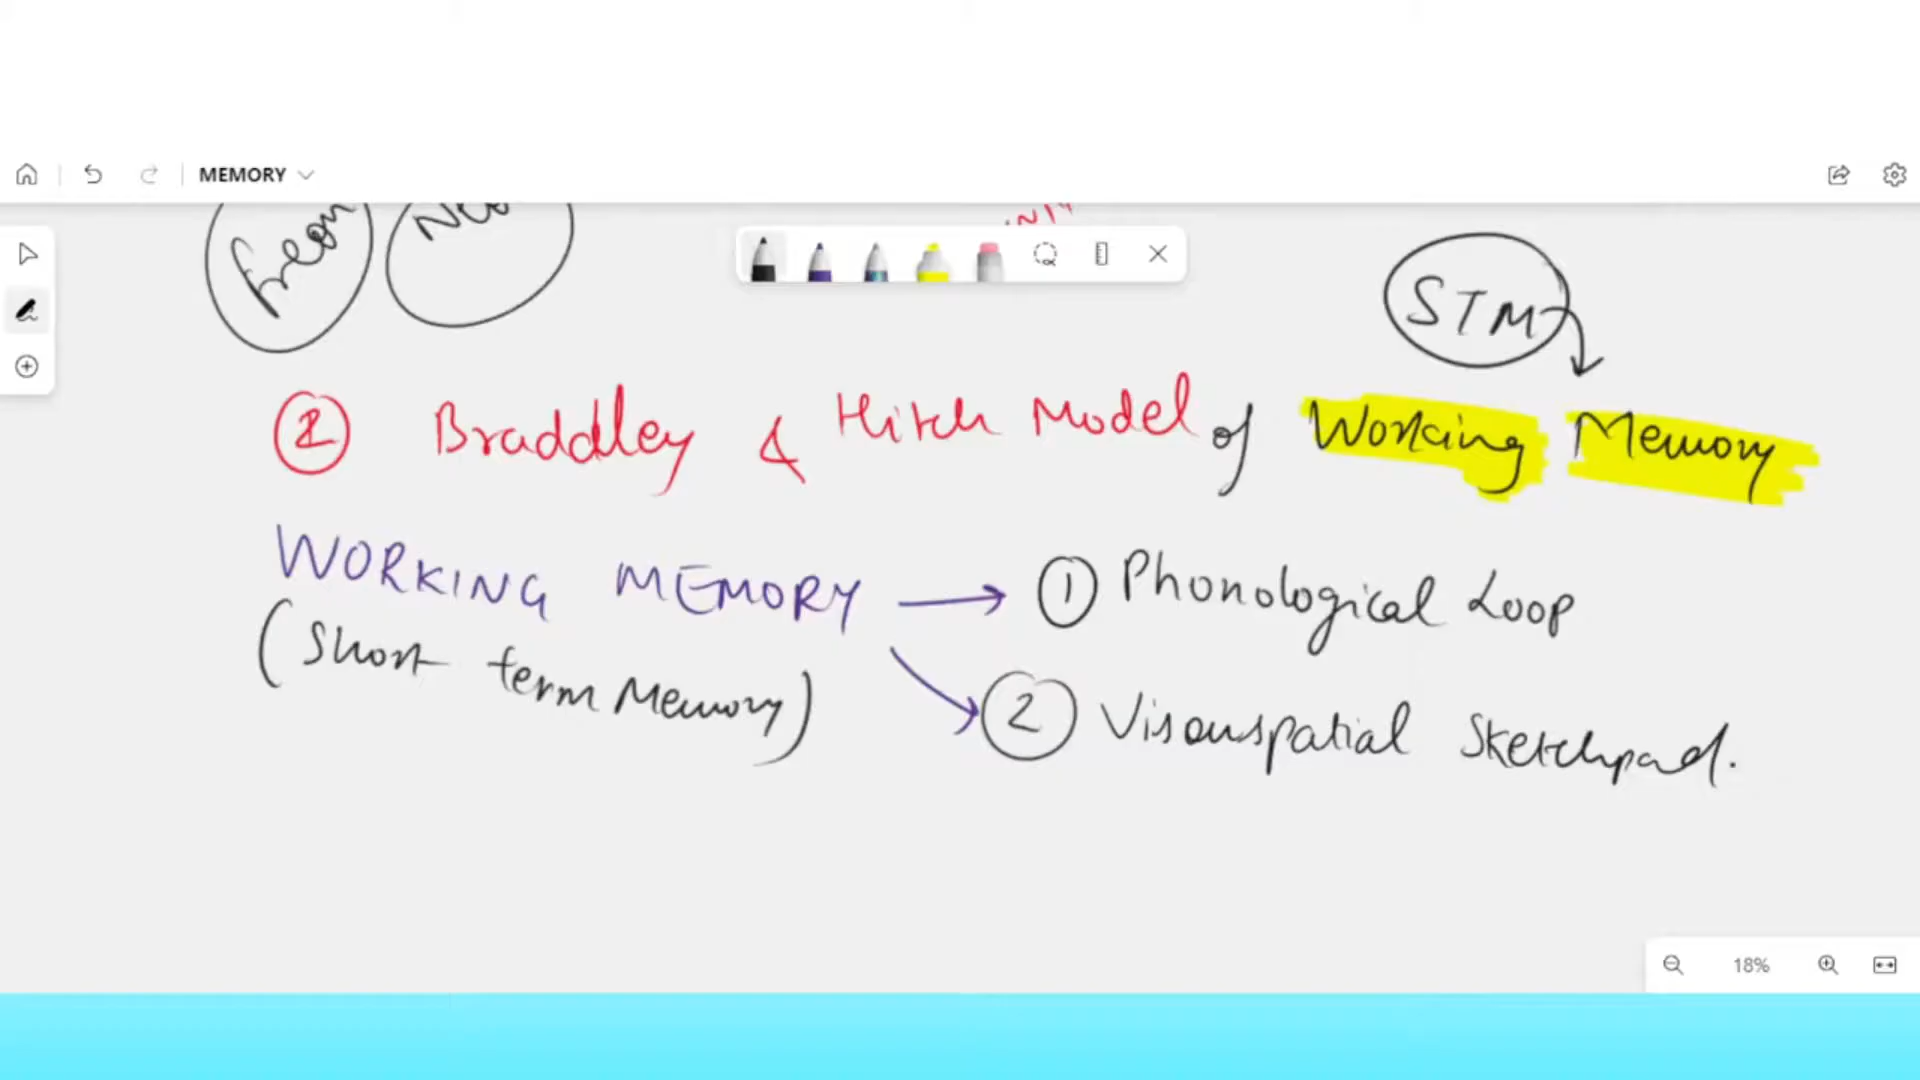 MEMORY
STM
2 Braddley & Hitch Model of Working Memory
WORKING MEMORY → 1 Phonological Loop
(Short term Memory)
2 Visouspatial Sketchpad.
18%